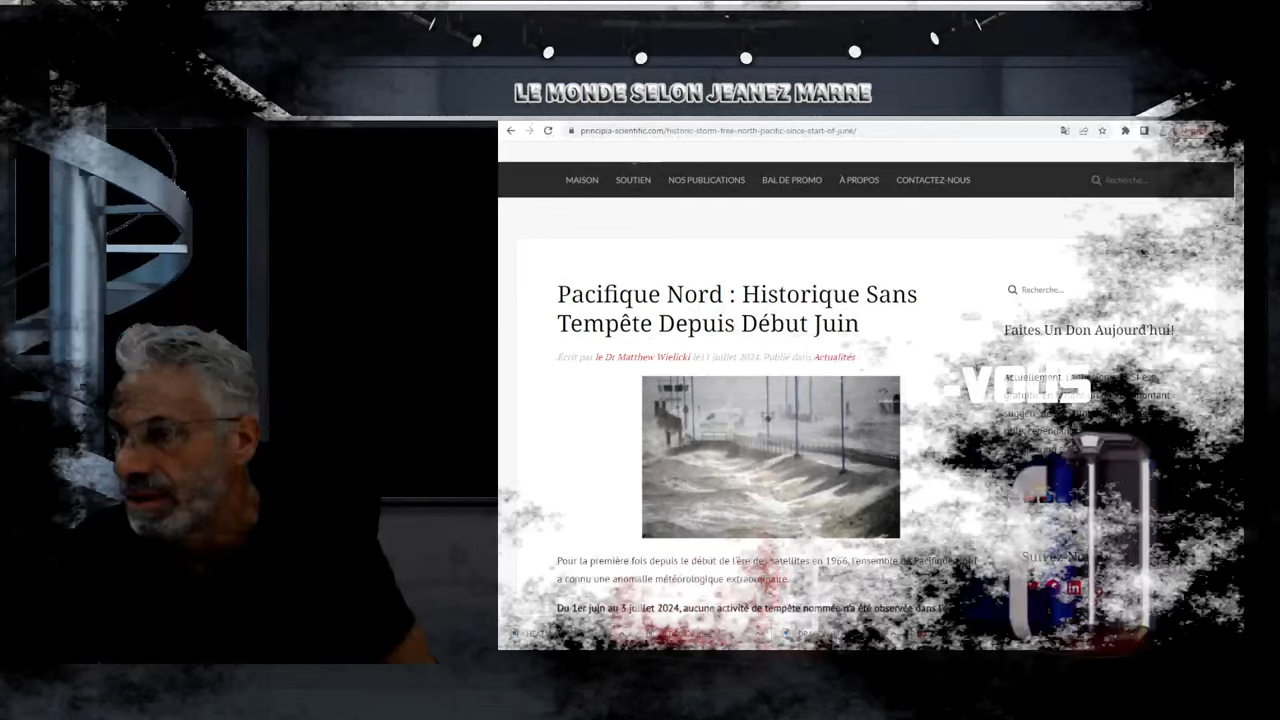 LE MONDE SELON JEANEZ MARRE
principia-scientific.com/historic-storm-free-north-pacific-since-start-of-june/
MAISON SOUTIEN NOS PUBLICATIONS BAL DE PROMO À PROPOS CONTACTEZ-NOUS Recherche...
Pacifique Nord : Historique Sans
Tempête Depuis Début Juin
Écrit par le Dr Matthew Wielicki le11 juillet 2024. Publié dans Actualités
Pour la première fois depuis le début de l'ère des satellites en 1966, l'ensemble du Pacifique
a connu une anomalie météorologique extraordinaire.
Du 1er juin au 3 juillet 2024, aucune activité de tempête nommée n'a été observée dans
Recherche...
Faites Un Don Aujourd'hui!
Actuellement,
-VOUS